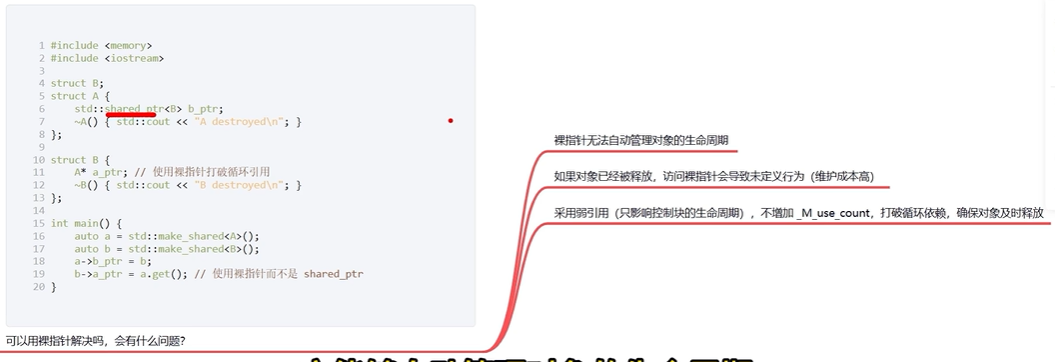 1 #include <memory>
2 #include <iostream>
3
4 struct B;
5 struct A {
6     std::shared_ptr<B> b_ptr;
7     ~A() { std::cout << "A destroyed\n"; }
8 };
9
10 struct B {
11     A* a_ptr; // 使用裸指针打破循环引用
12     ~B() { std::cout << "B destroyed\n"; }
13 };
14
15 int main() {
16     auto a = std::make_shared<A>();
17     auto b = std::make_shared<B>();
18     a->b_ptr = b;
19     b->a_ptr = a.get(); // 使用裸指针而不是 shared_ptr
20 }
可以用裸指针解决吗，会有什么问题？
裸指针无法自动管理对象的生命周期
如果对象已经被释放，访问裸指针会导致未定义行为（维护成本高）
采用弱引用（只影响控制块的生命周期），不增加 _M_use_count，打破循环依赖，确保对象及时释放